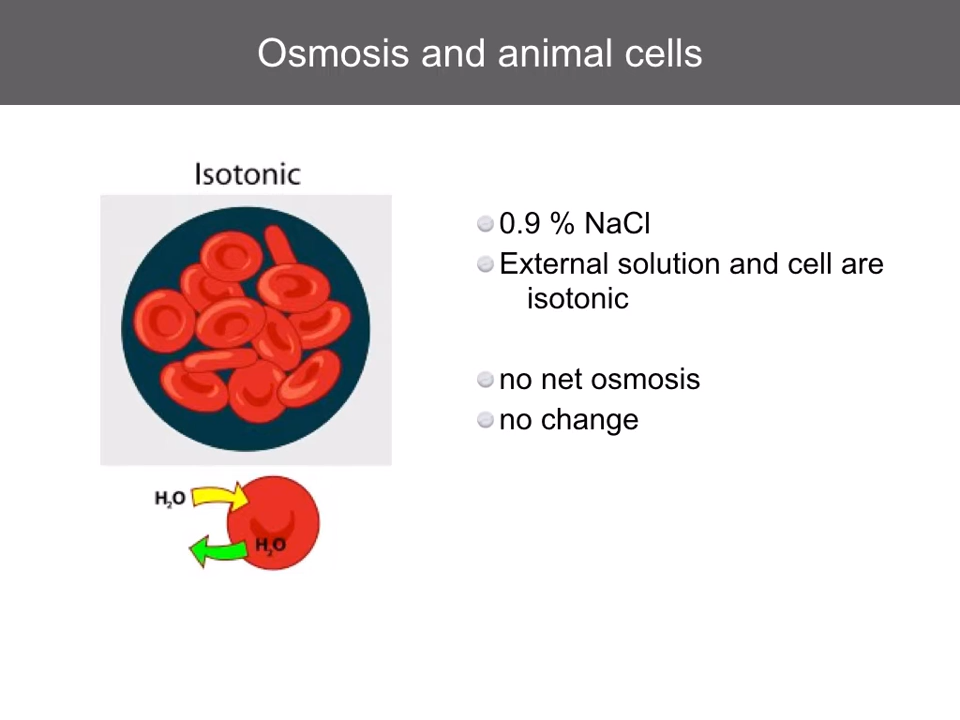 Osmosis and animal cells
Isotonic
0.9 % NaCl
External solution and cell are
isotonic
no net osmosis
no change
H₂O
H₂O